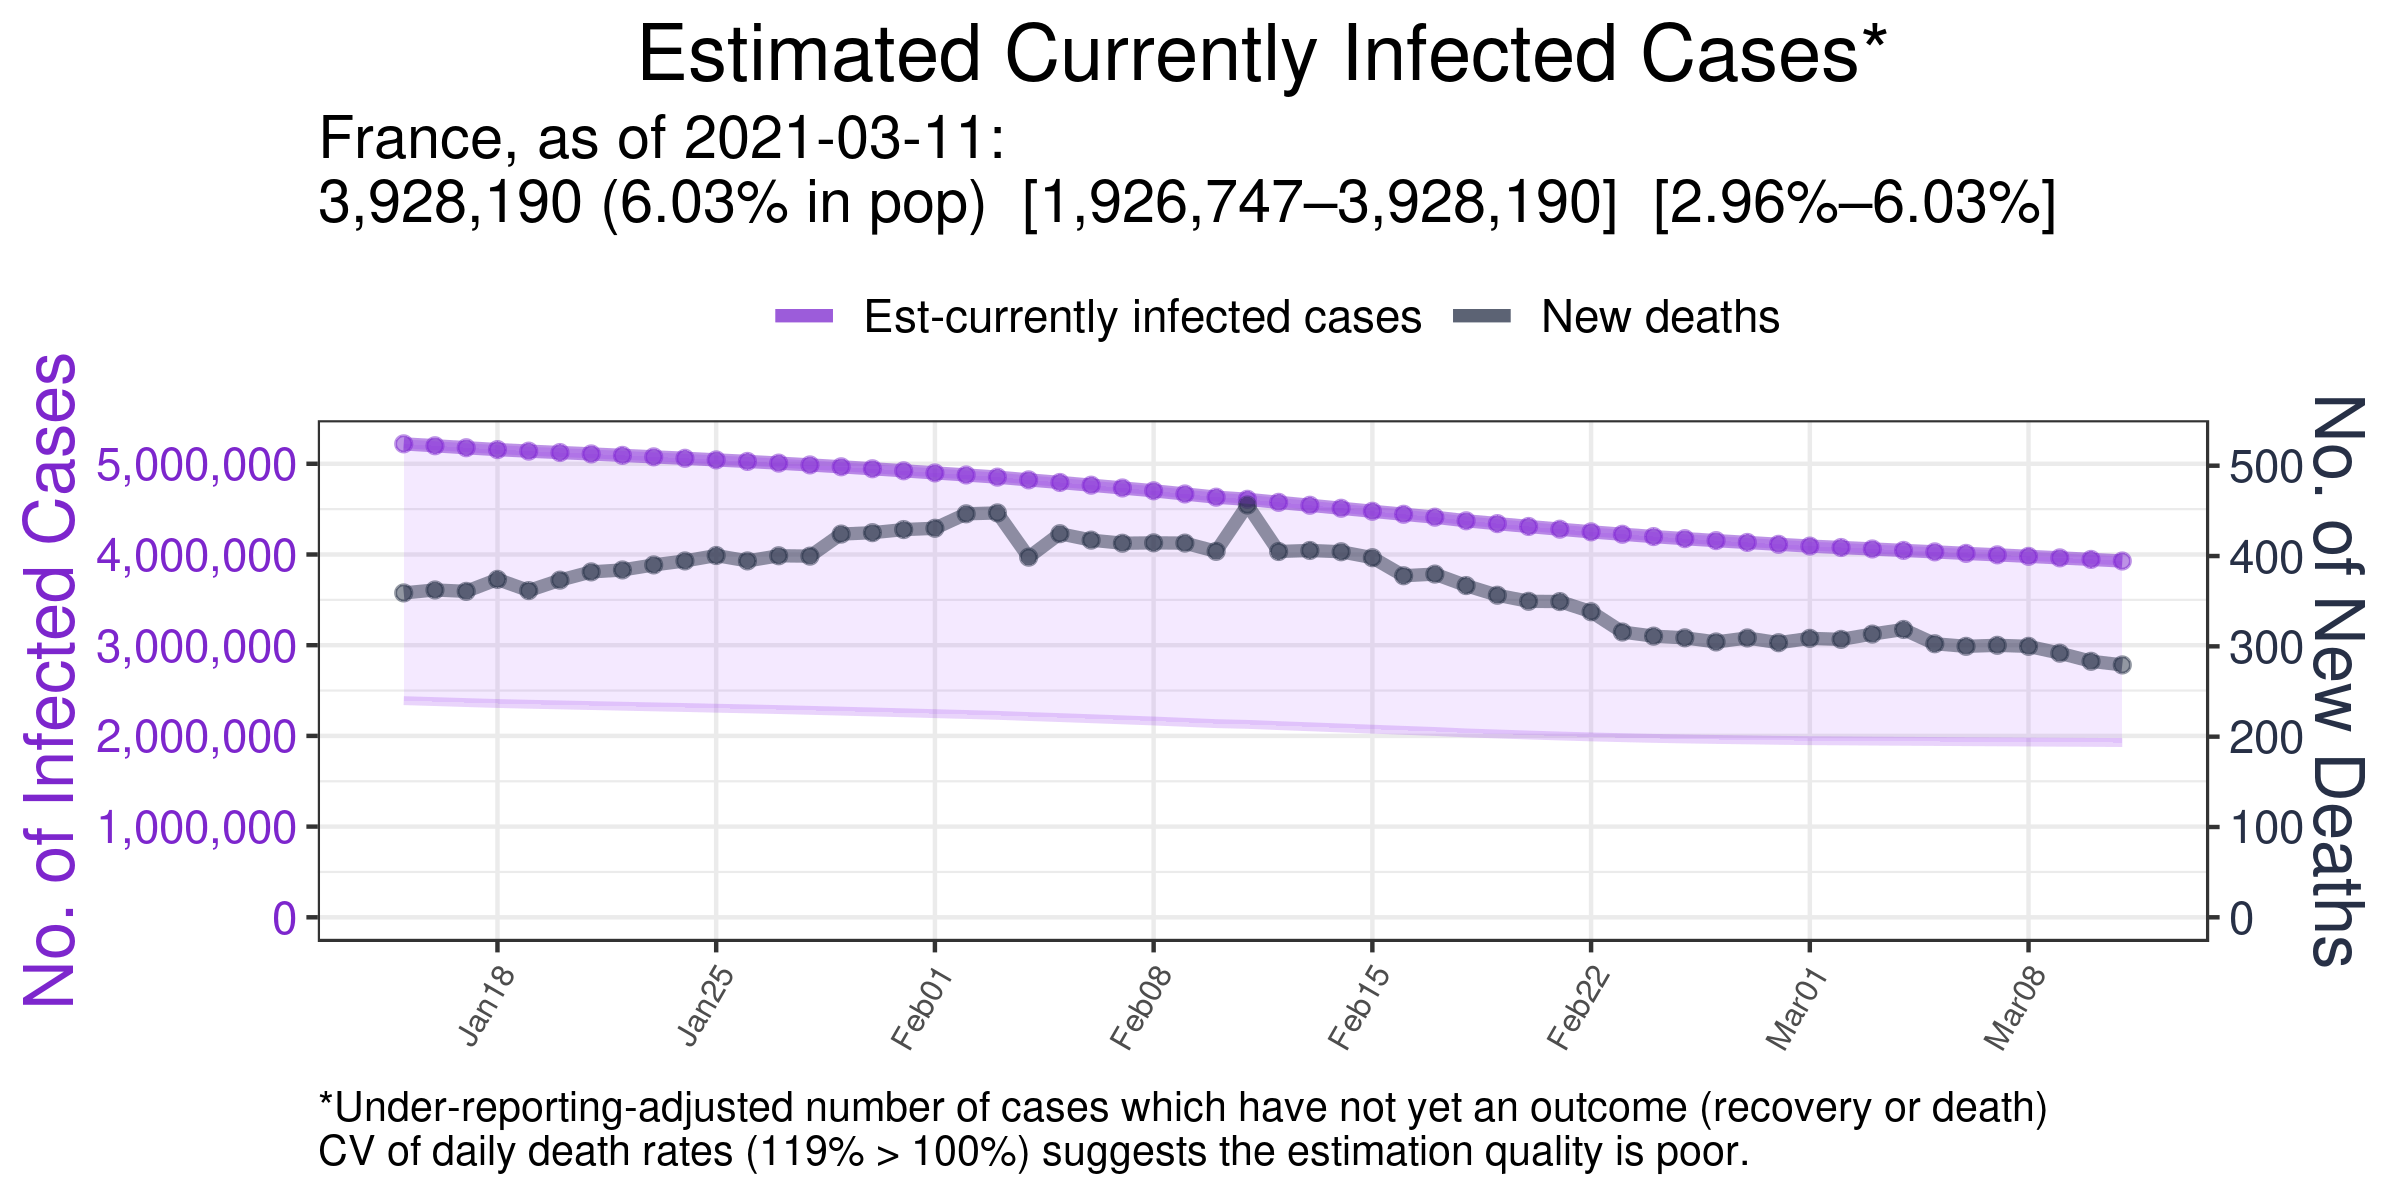 Estimated Currently Infected Cases*
France, as of 2021-03-11:
3,928,190 (6.03% in pop)  [1,926,747–3,928,190]  [2.96%–6.03%]
Est-currently infected cases
New deaths
No. of Infected Cases
5,000,000
4,000,000
3,000,000
2,000,000
1,000,000
0
500
400
300
200
100
0
No. of New Deaths
Jan18
Jan25
Feb01
Feb08
Feb15
Feb22
Mar01
Mar08
*Under-reporting-adjusted number of cases which have not yet an outcome (recovery or death)
CV of daily death rates (119% > 100%) suggests the estimation quality is poor.